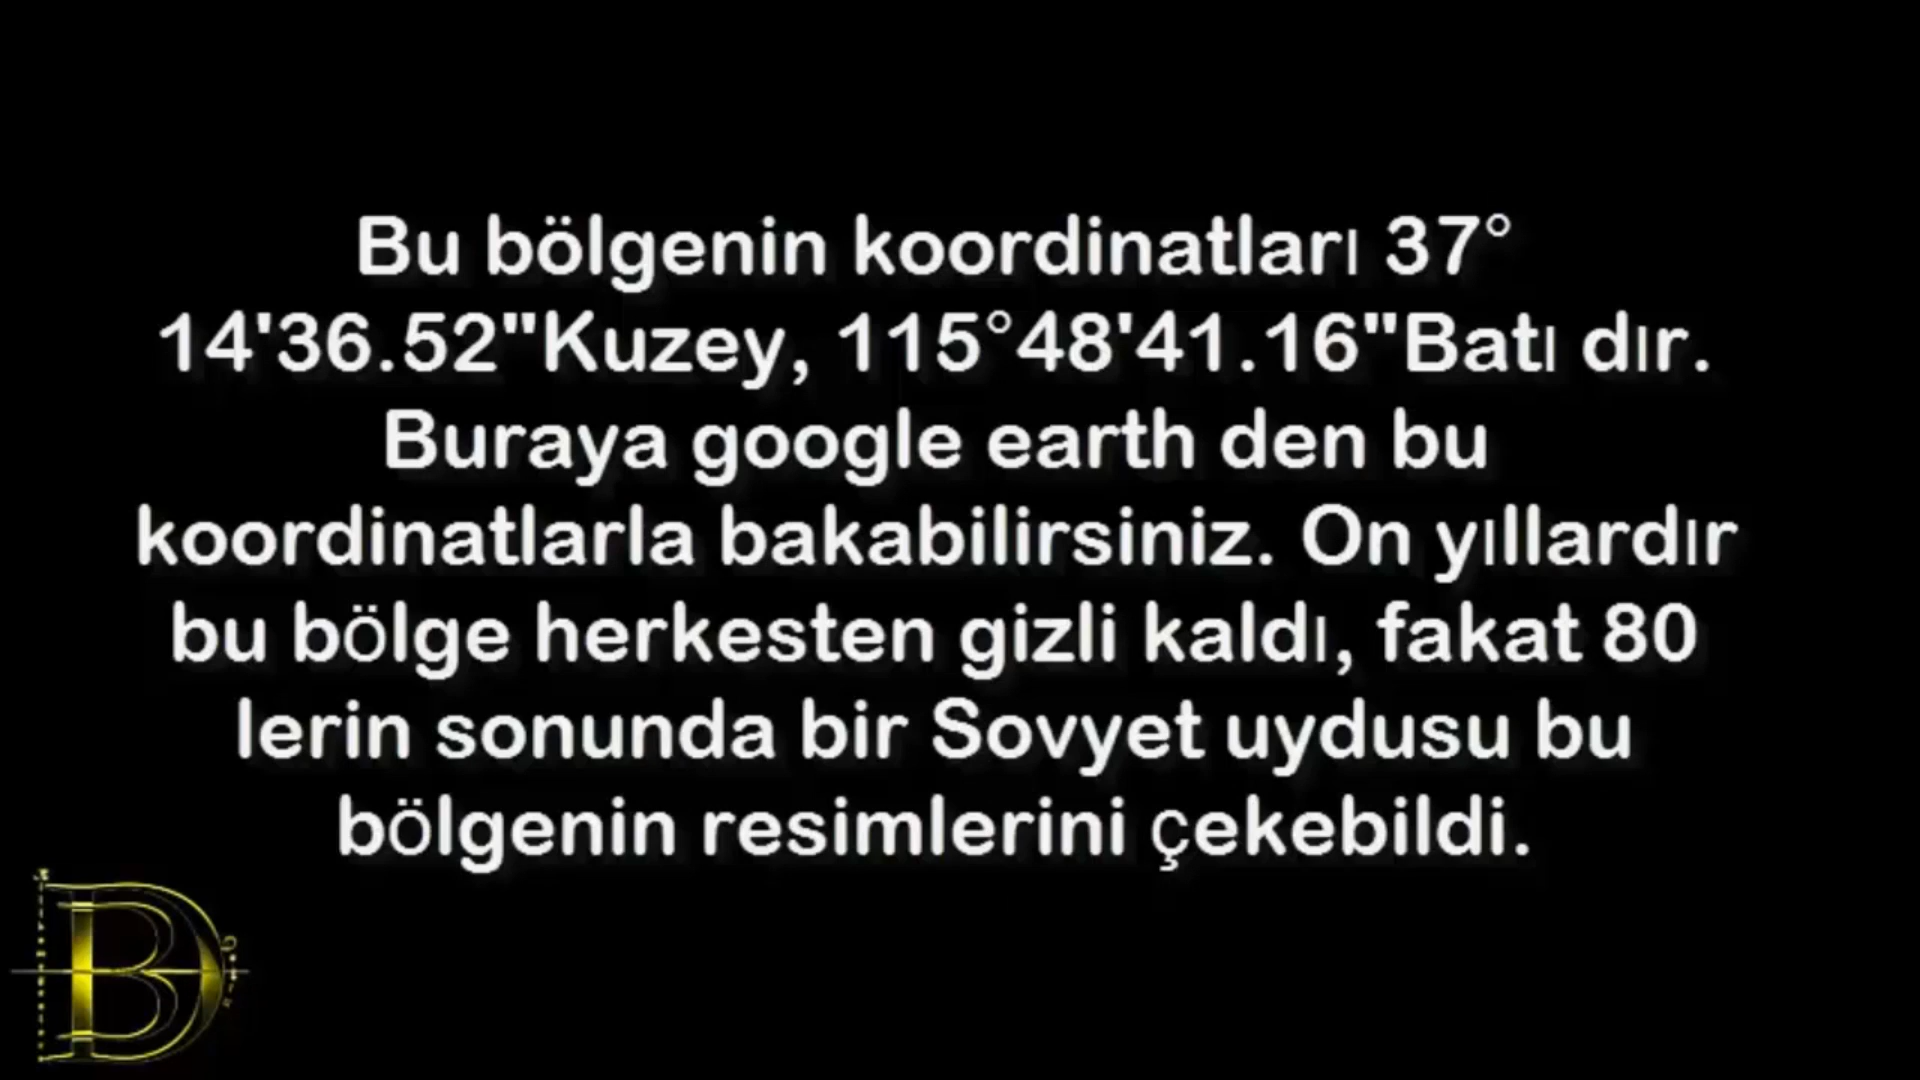 Bu bölgenin koordinatları 37°
14'36.52"Kuzey, 115°48'41.16"Batı dır.
Buraya google earth den bu
koordinatlarla bakabilirsiniz. On yıllardır
bu bölge herkesten gizli kaldı, fakat 80
lerin sonunda bir Sovyet uydusu bu
bölgenin resimlerini çekebildi.